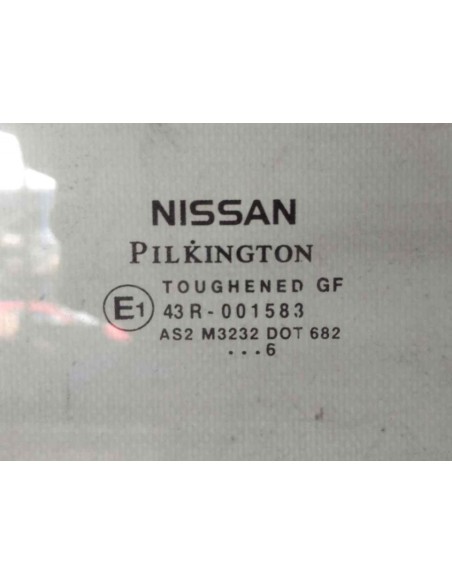 NISSAN
PILKINGTON
TOUGHENED GF
E1 43R-001583
AS2 M3232 DOT 682
...6